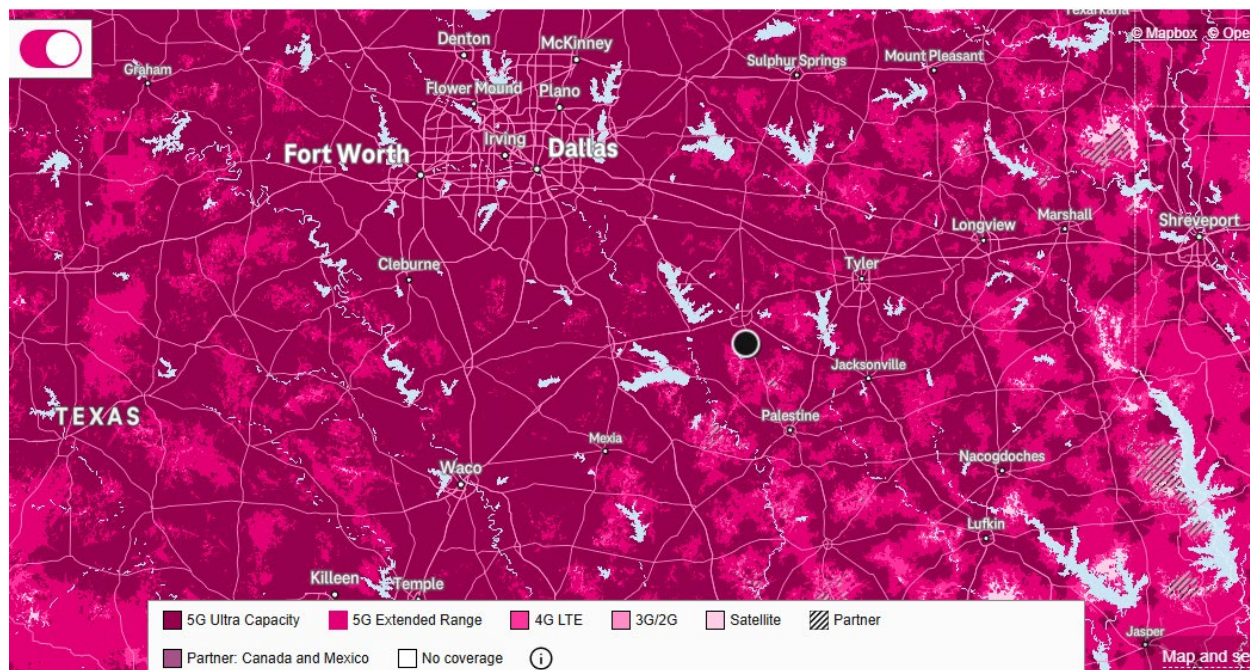 Texarkana
© Mapbox © Ope
Denton
McKinney
Graham
Sulphur Springs
Mount Pleasant
Flower Mound
Plano
Irving
Dallas
Fort Worth
Longview
Marshall
Shreveport
Cleburne
Tyler
Jacksonville
TEXAS
Palestine
Mexia
Nacogdoches
Waco
Lufkin
Killeen
Temple
5G Ultra Capacity
5G Extended Range
4G LTE
3G/2G
Satellite
Partner
Jasper
Partner: Canada and Mexico
No coverage
Map and se